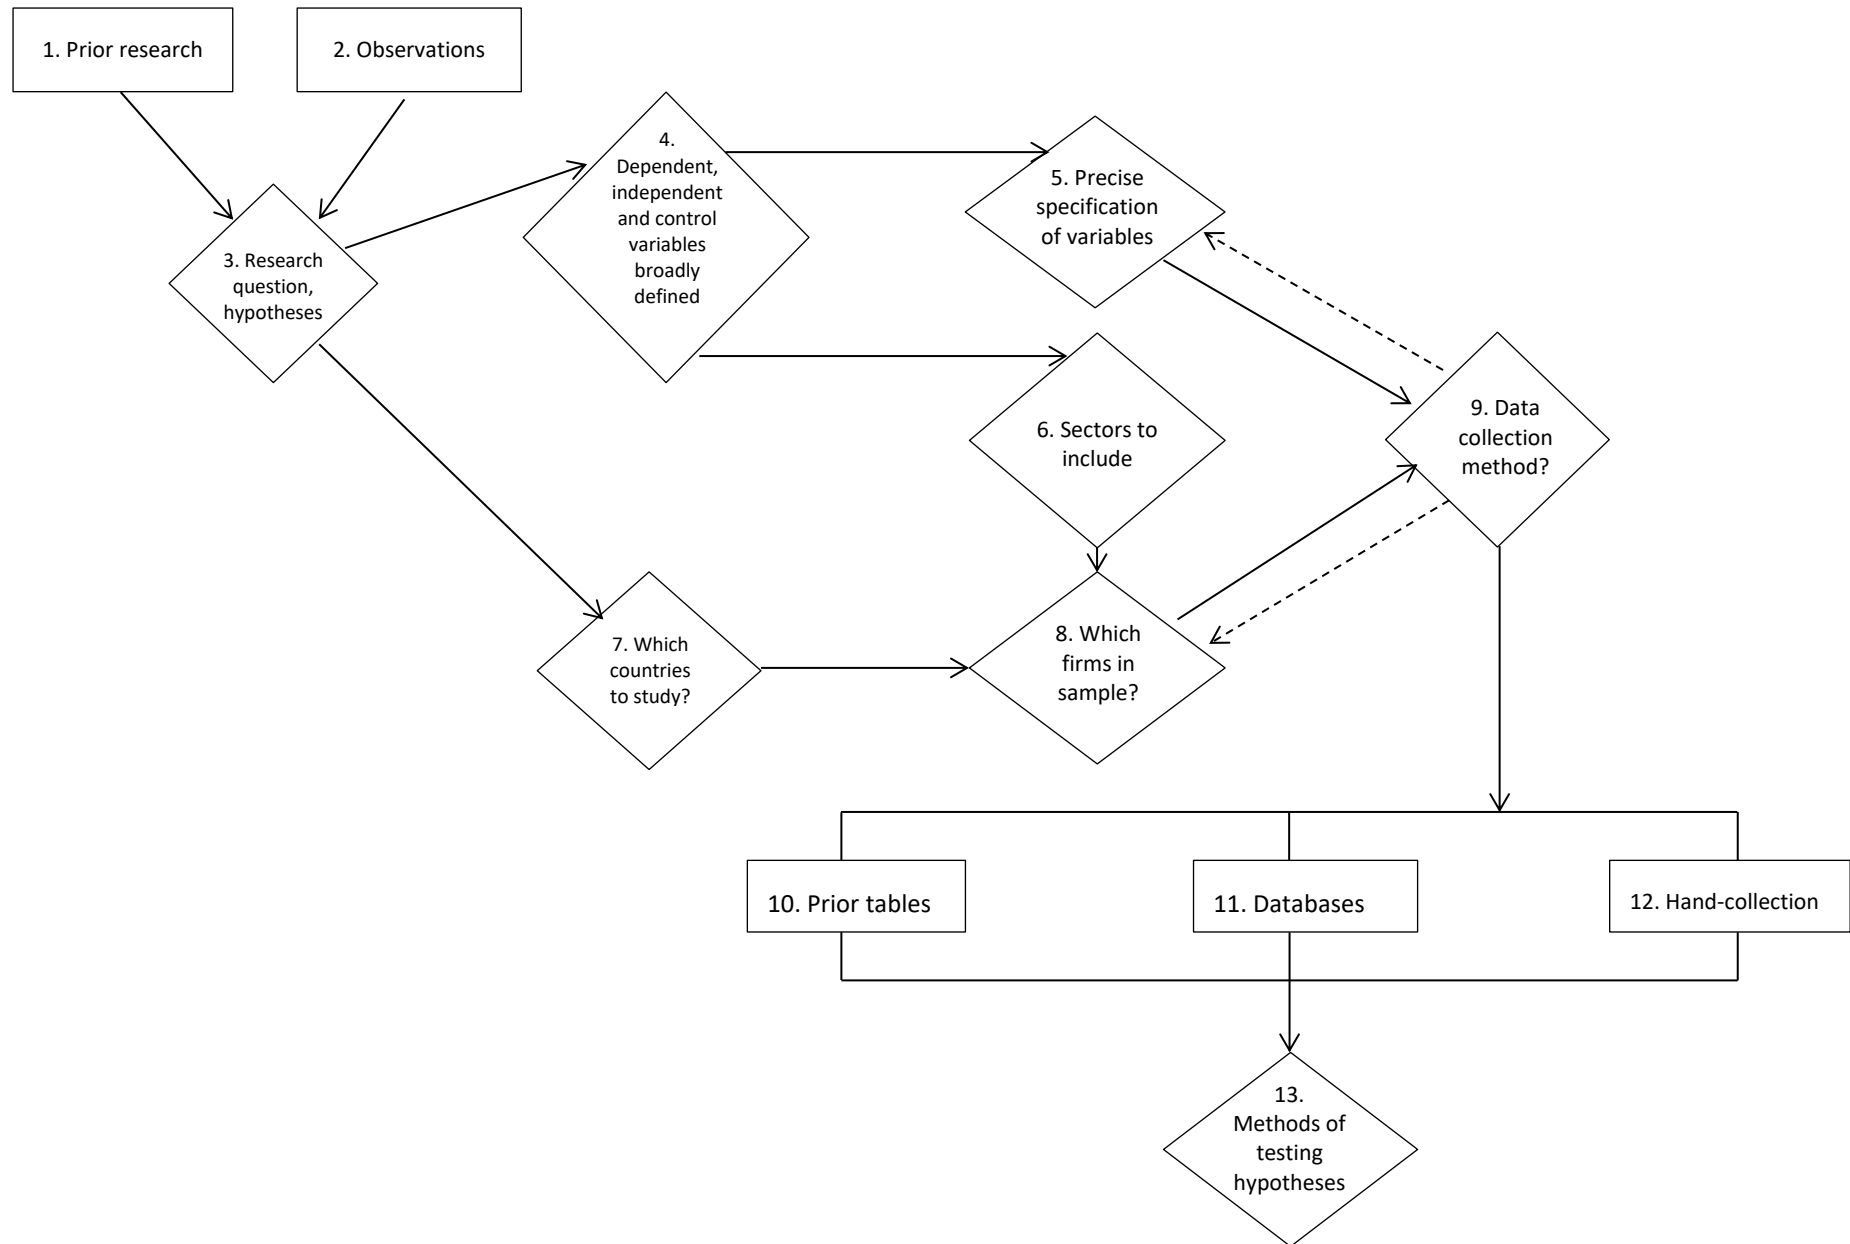 1. Prior research
2. Observations
3. Research
question,
hypotheses
4.
Dependent,
independent
and control
variables
broadly
defined
5. Precise
specification
of variables
6. Sectors to
include
7. Which
countries
to study?
8. Which
firms in
sample?
9. Data
collection
method?
10. Prior tables
11. Databases
12. Hand-collection
13.
Methods of
testing
hypotheses